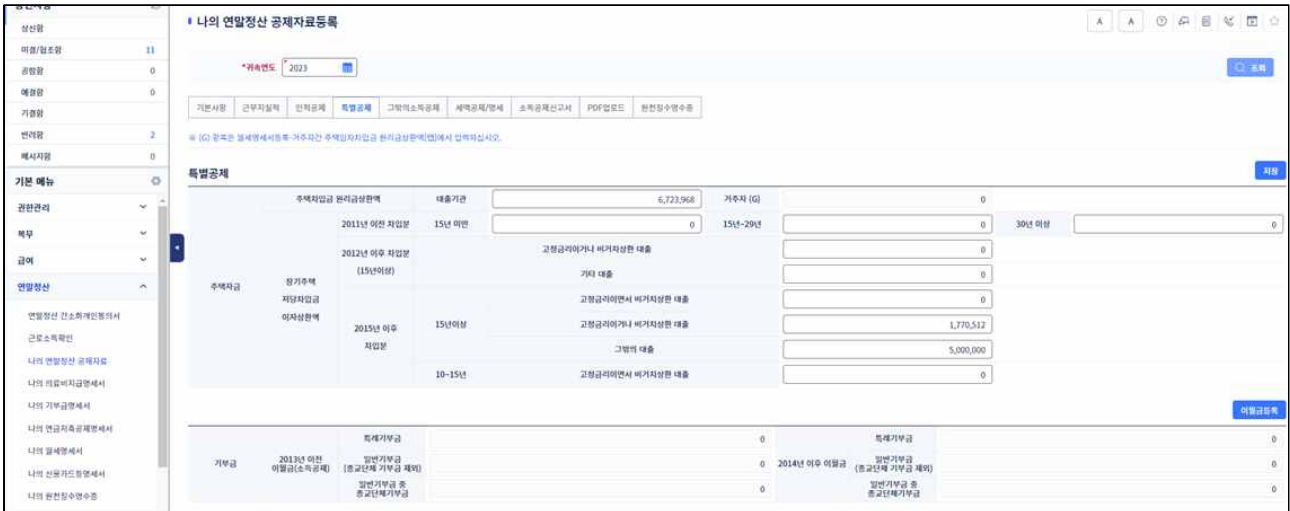 상신함
미결/협조함 11
공람함 0
예결함 0
기결함
반려함 2
메시지함 0
기본 메뉴
권한관리
복무
급여
연말정산
연말정산 간소화개인동의서
근로소득확인
나의 연말정산 공제자료
나의 의료비지급명세서
나의 기부금명세서
나의 연금저축공제명세서
나의 월세명세서
나의 신용카드등명세서
나의 원천징수영수증
나의 연말정산 공제자료등록
A A
*귀속연도 2023
조회
기본사항 근무지실적 인적공제 특별공제 그밖의소득공제 세액공제/명세 소득공제신고서 PDF업로드 원천징수영수증
※ [G] 항목은 월세명세서등록-거주자간 주택임차차입금 원리금상환액[탭]에서 입력하십시오.
특별공제 저장
주택차입금 원리금상환액 대출기관 6,723,968 거주자 (G) 0
2011년 이전 차입분 15년 미만 0 15년~29년 0 30년 이상 0
2012년 이후 차입분
(15년이상)
고정금리이거나 비거치상환 대출 0
기타 대출 0
주택자금
장기주택
저당차입금
이자상환액
2015년 이후
차입분
15년이상
고정금리이면서 비거치상환 대출 0
고정금리이거나 비거치상환 대출 1,770,512
그밖의 대출 5,000,000
10~15년 고정금리이면서 비거치상환 대출 0
이월금등록
기부금
2013년 이전
이월금(소득공제)
특례기부금 0
일반기부금
(종교단체 기부금 제외) 0
일반기부금 중
종교단체기부금 0
2014년 이후 이월금
특례기부금 0
일반기부금
(종교단체 기부금 제외) 0
일반기부금 중
종교단체기부금 0